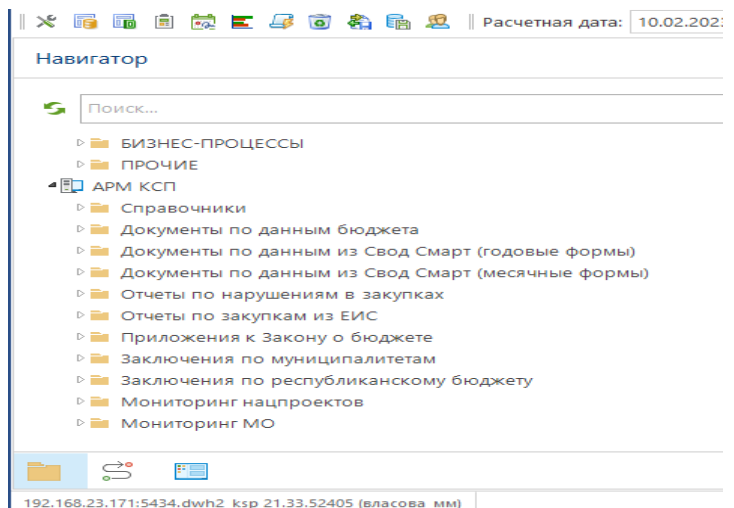 Расчетная дата: 10.02.202
Навигатор
Поиск...
БИЗНЕС-ПРОЦЕССЫ
ПРОЧИЕ
АРМ КСП
Справочники
Документы по данным бюджета
Документы по данным из Свод Смарт (годовые формы)
Документы по данным из Свод Смарт (месячные формы)
Отчеты по нарушениям в закупках
Отчеты по закупкам из ЕИС
Приложения к Закону о бюджете
Заключения по муниципалитетам
Заключения по республиканскому бюджету
Мониторинг нацпроектов
Мониторинг МО
192.168.23.171:5434.dwh2_ksp 21.33.52405 (власова_мм)